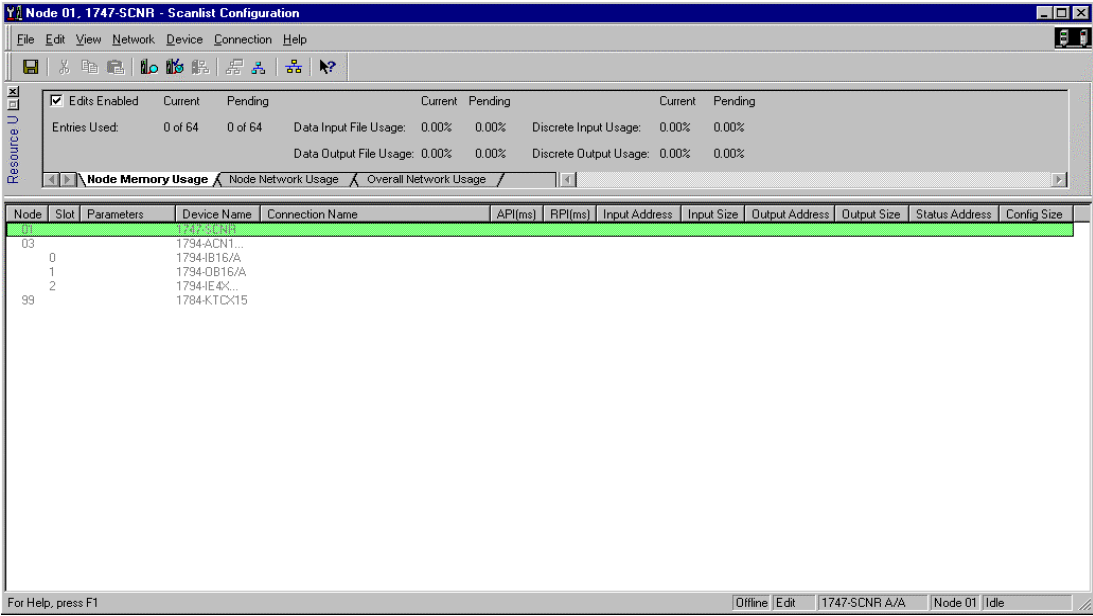 Node 01, 1747-SCNR - Scanlist Configuration
File Edit View Network Device Connection Help
Edits Enabled Current Pending Current Pending Current Pending
Entries Used: 0 of 64 0 of 64 Data Input File Usage: 0.00% 0.00% Discrete Input Usage: 0.00% 0.00%
Data Output File Usage: 0.00% 0.00% Discrete Output Usage: 0.00% 0.00%
Resource U
Node Memory Usage Node Network Usage Overall Network Usage
Node Slot Parameters Device Name Connection Name API(ms) RPI(ms) Input Address Input Size Output Address Output Size Status Address Config Size
01 1747-SCNR
03 1794-ACN1...
0 1794-IB16/A
1 1794-OB16/A
2 1794-IE4X...
99 1784-KTCX15
For Help, press F1 Offline Edit 1747-SCNR A/A Node 01 Idle